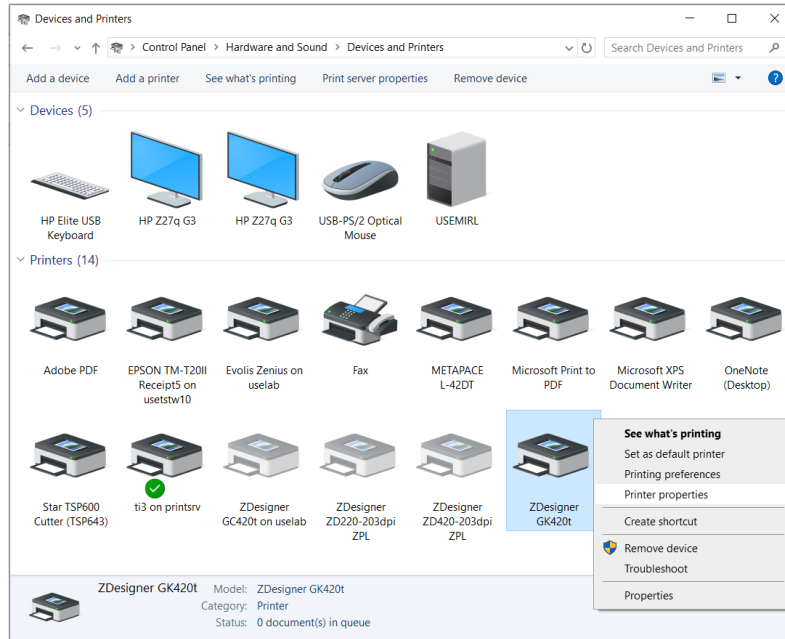 Devices and Printers
Control Panel > Hardware and Sound > Devices and Printers
Search Devices and Printers
Add a device
Add a printer
See what's printing
Print server properties
Remove device
Devices (5)
HP Elite USB
Keyboard
HP Z27q G3
HP Z27q G3
USB-PS/2 Optical
Mouse
USEMIRL
Printers (14)
Adobe PDF
EPSON TM-T20II
Receipt5 on
usetstw10
Evolis Zenius on
uselab
Fax
METAPACE
L-42DT
Microsoft Print to
PDF
Microsoft XPS
Document Writer
OneNote
(Desktop)
Star TSP600
Cutter (TSP643)
ti3 on printsrv
ZDesigner
GC420t on uselab
ZDesigner
ZD220-203dpi
ZPL
ZDesigner
ZD420-203dpi
ZPL
ZDesigner
GK420t
See what's printing
Set as default printer
Printing preferences
Printer properties
Create shortcut
Remove device
Troubleshoot
Properties
ZDesigner GK420t
Model: ZDesigner GK420t
Category: Printer
Status: 0 document(s) in queue